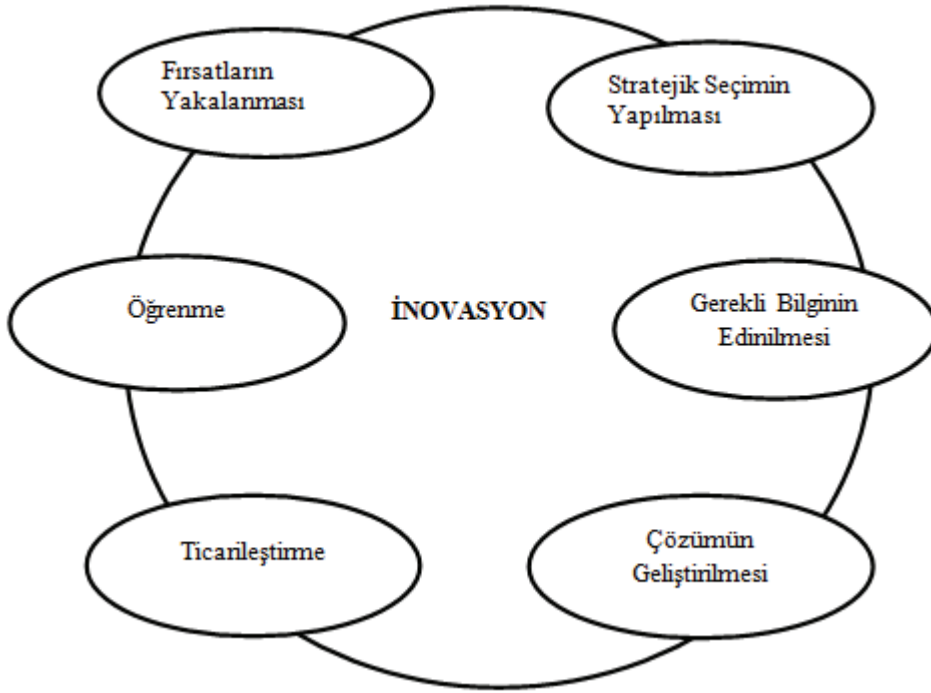 Fırsatların
Yakalanması
Stratejik Seçimin
Yapılması
Öğrenme
İNOVASYON
Gerekli Bilginin
Edinilmesi
Ticarileştirme
Çözümün
Geliştirilmesi